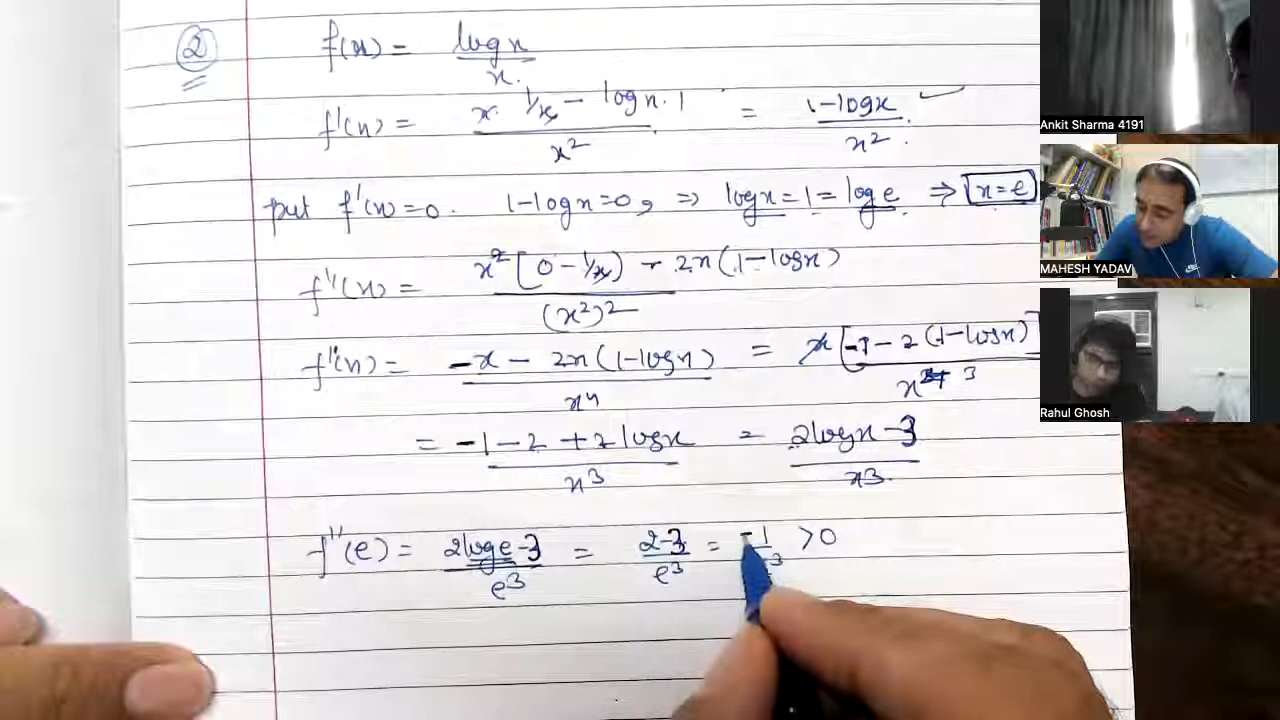 ② f(x) = log x / x
f'(x) = x · 1/x − log x · 1 / x² = 1 − log x / x² ✓
put f'(x) = 0. 1 − log x = 0, ⇒ log x = 1 = log e ⇒ x = e
f''(x) = x² [0 − 1/x) − 2x (1 − log x) / (x²)²
f''(x) = −x − 2x (1 − log x) / x⁴ = x [−1 − 2 (1 − log x)] / x³
= −1 − 2 + 2 log x / x³ = 2 log x − 3 / x³
f''(e) = 2 log e − 3 / e³ = 2 − 3 / e³ = −1 / ³ > 0
Ankit Sharma 4191
MAHESH YADAV
Rahul Ghosh